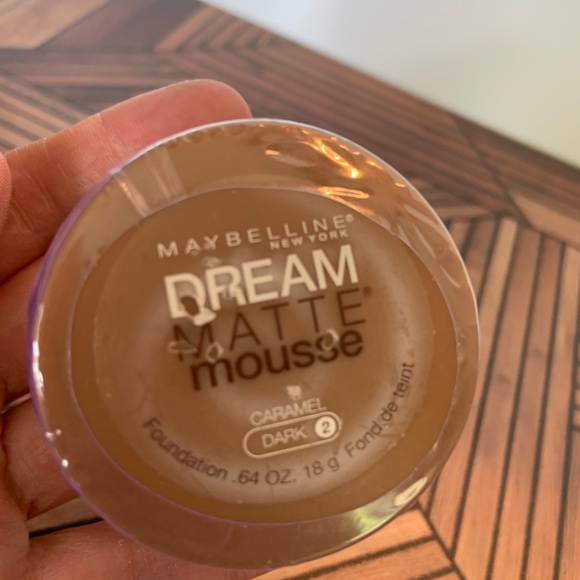 MAYBELLINE®
NEW YORK
DREAM
MATTE®
mousse
CARAMEL
DARK 2
Foundation .64 OZ. 18 g Fond de teint